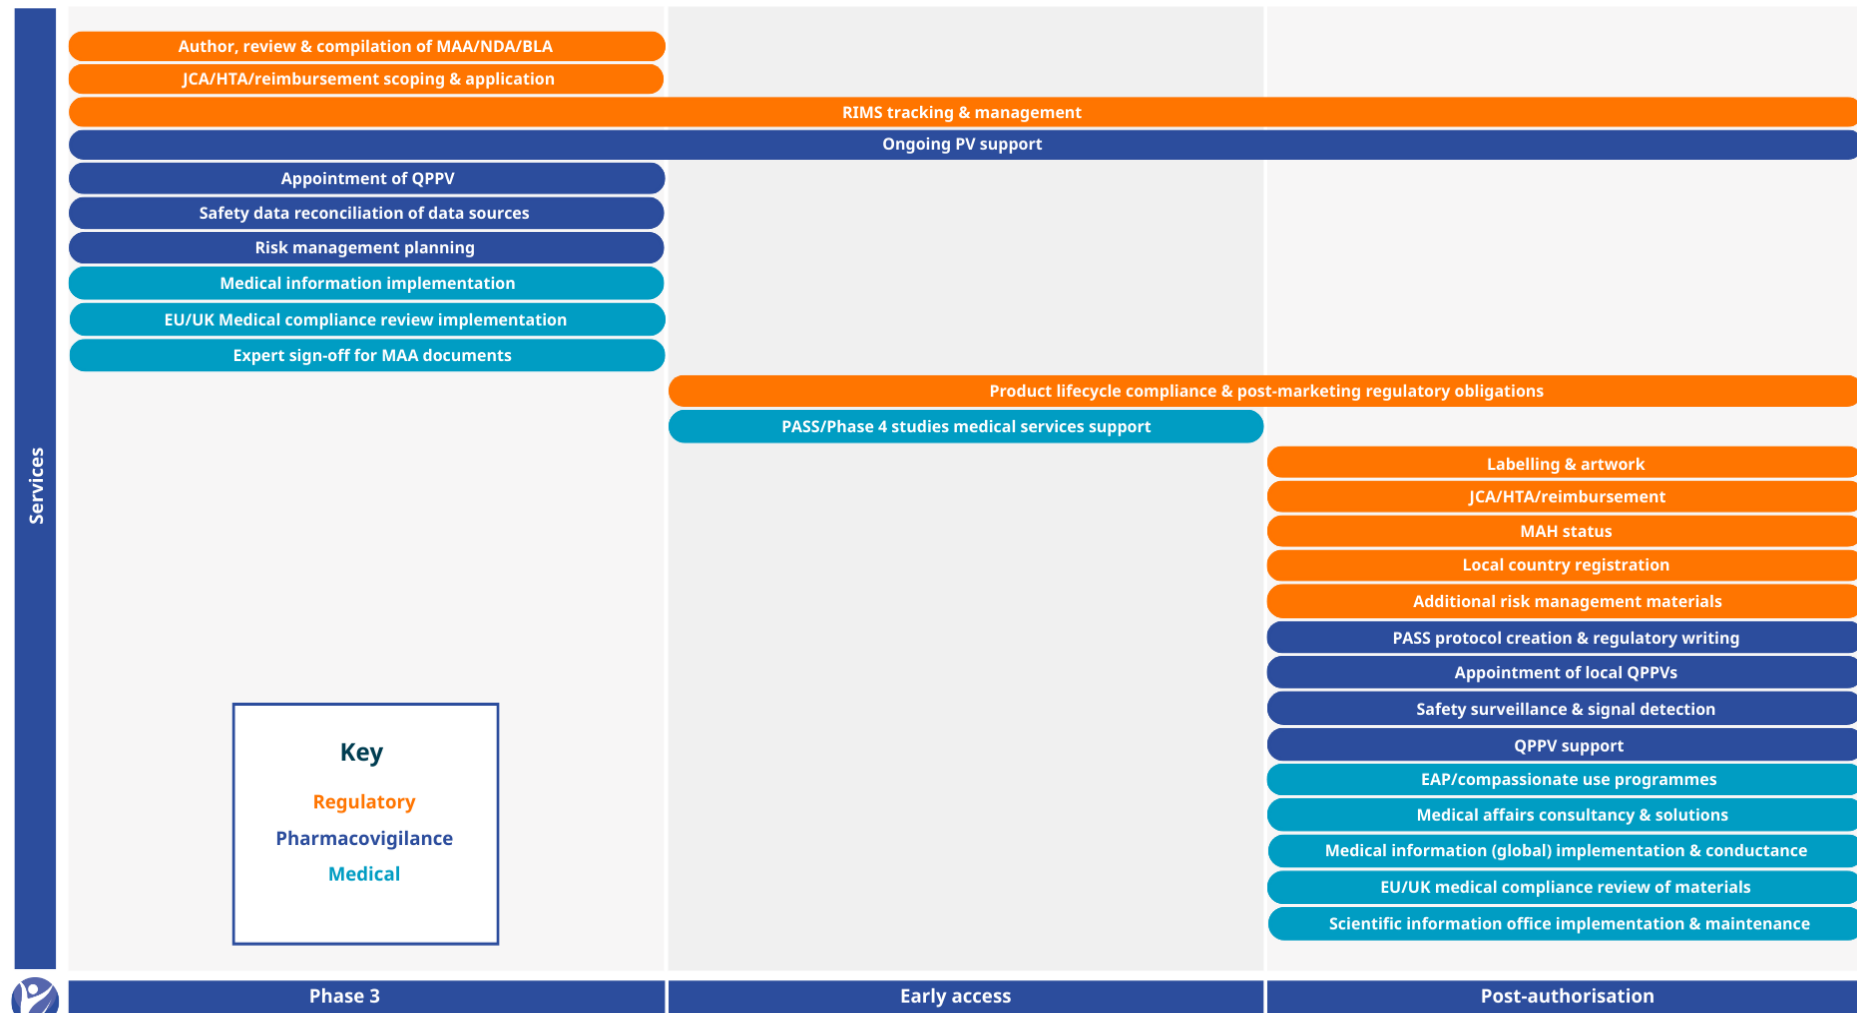 Services
Author, review & compilation of MAA/NDA/BLA
JCA/HTA/reimbursement scoping & application
RIMS tracking & management
Ongoing PV support
Appointment of QPPV
Safety data reconciliation of data sources
Risk management planning
Medical information implementation
EU/UK Medical compliance review implementation
Expert sign-off for MAA documents
Product lifecycle compliance & post-marketing regulatory obligations
PASS/Phase 4 studies medical services support
Labelling & artwork
JCA/HTA/reimbursement
MAH status
Local country registration
Additional risk management materials
PASS protocol creation & regulatory writing
Appointment of local QPPVs
Safety surveillance & signal detection
QPPV support
EAP/compassionate use programmes
Medical affairs consultancy & solutions
Medical information (global) implementation & conductance
EU/UK medical compliance review of materials
Scientific information office implementation & maintenance
Key
Regulatory
Pharmacovigilance
Medical
Phase 3
Early access
Post-authorisation